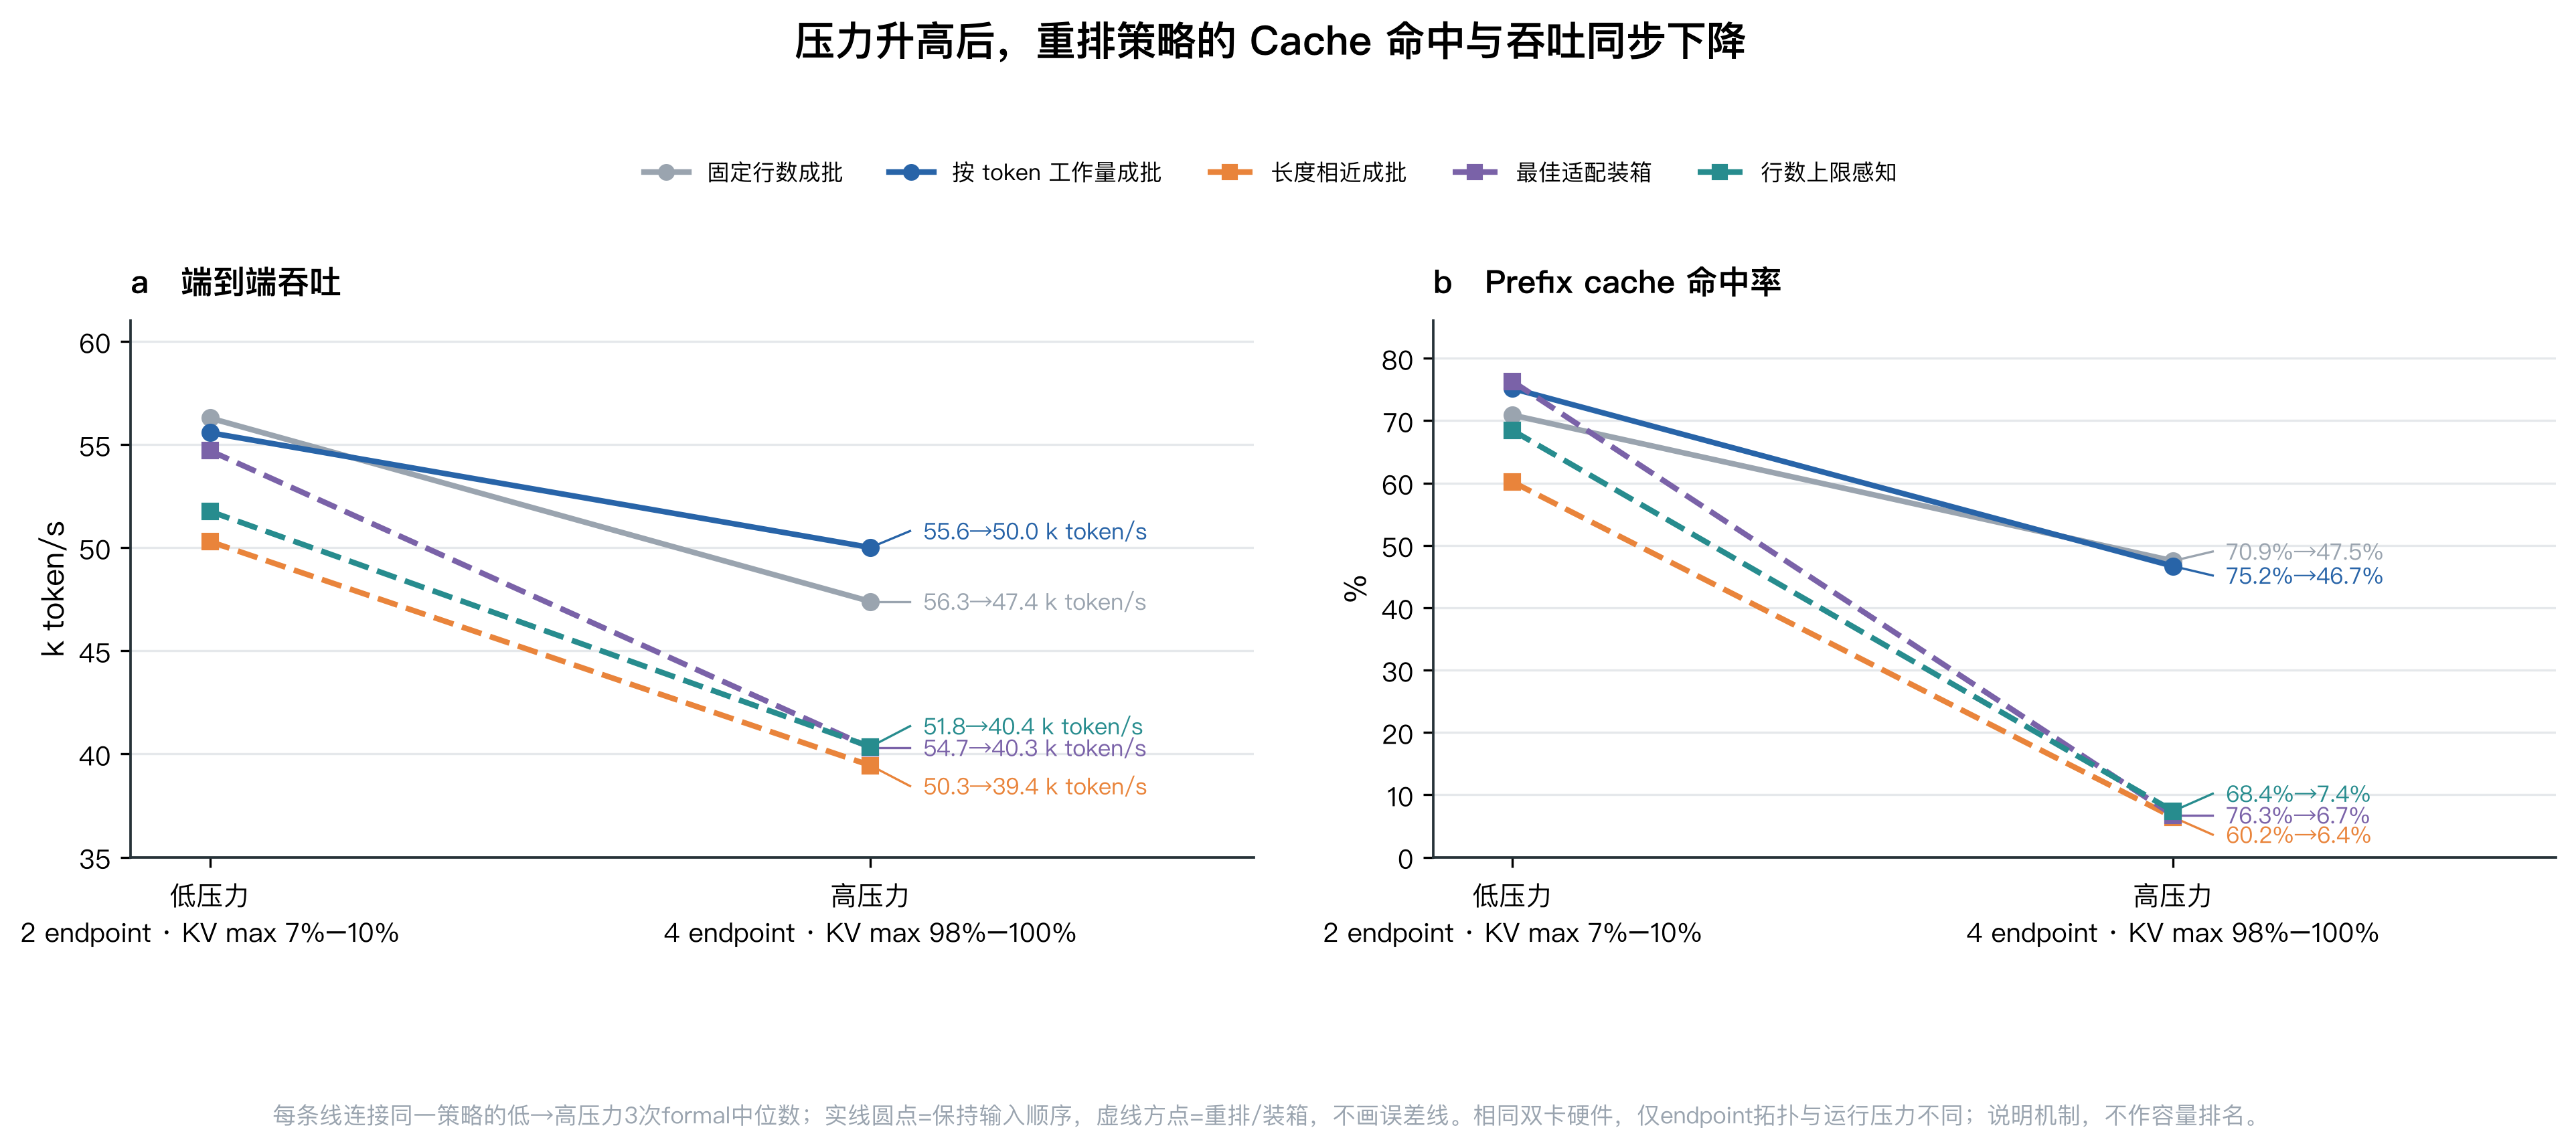 压力升高后，重排策略的 Cache 命中与吞吐同步下降
固定行数成批
按 token 工作量成批
长度相近成批
最佳适配装箱
行数上限感知
a 端到端吞吐
k token/s
60
55
50
45
40
35
55.6→50.0 k token/s
56.3→47.4 k token/s
51.8→40.4 k token/s
54.7→40.3 k token/s
50.3→39.4 k token/s
低压力
2 endpoint · KV max 7%–10%
高压力
4 endpoint · KV max 98%–100%
b Prefix cache 命中率
%
80
70
60
50
40
30
20
10
0
70.9%→47.5%
75.2%→46.7%
68.4%→7.4%
76.3%→6.7%
60.2%→6.4%
低压力
2 endpoint · KV max 7%–10%
高压力
4 endpoint · KV max 98%–100%
每条线连接同一策略的低→高压力3次formal中位数；实线圆点=保持输入顺序，虚线方点=重排/装箱，不画误差线。相同双卡硬件，仅endpoint拓扑与运行压力不同；说明机制，不作容量排名。